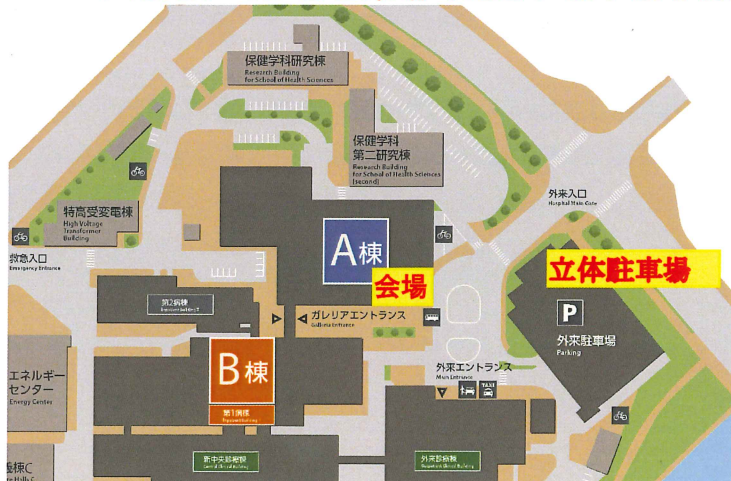 保健学科研究棟
Research Building
for School of Health Sciences
保健学科
第二研究棟
Research Building
for School of Health Sciences
(second)
特高受変電棟
High Voltage
Transformer
Building
外来入口
Hospital Main Gate
救急入口
Emergency Entrance
A棟
会場
立体駐車場
P
外来駐車場
Parking
第2病棟
ガレリアエントランス
Galleria Entrance
B棟
第1病棟
外来エントランス
Main Entrance
TAXI
エネルギー
センター
Energy Center
新中央診療棟
Central Clinical Building
外来診療棟
Outpatient Clinical Building
棟C